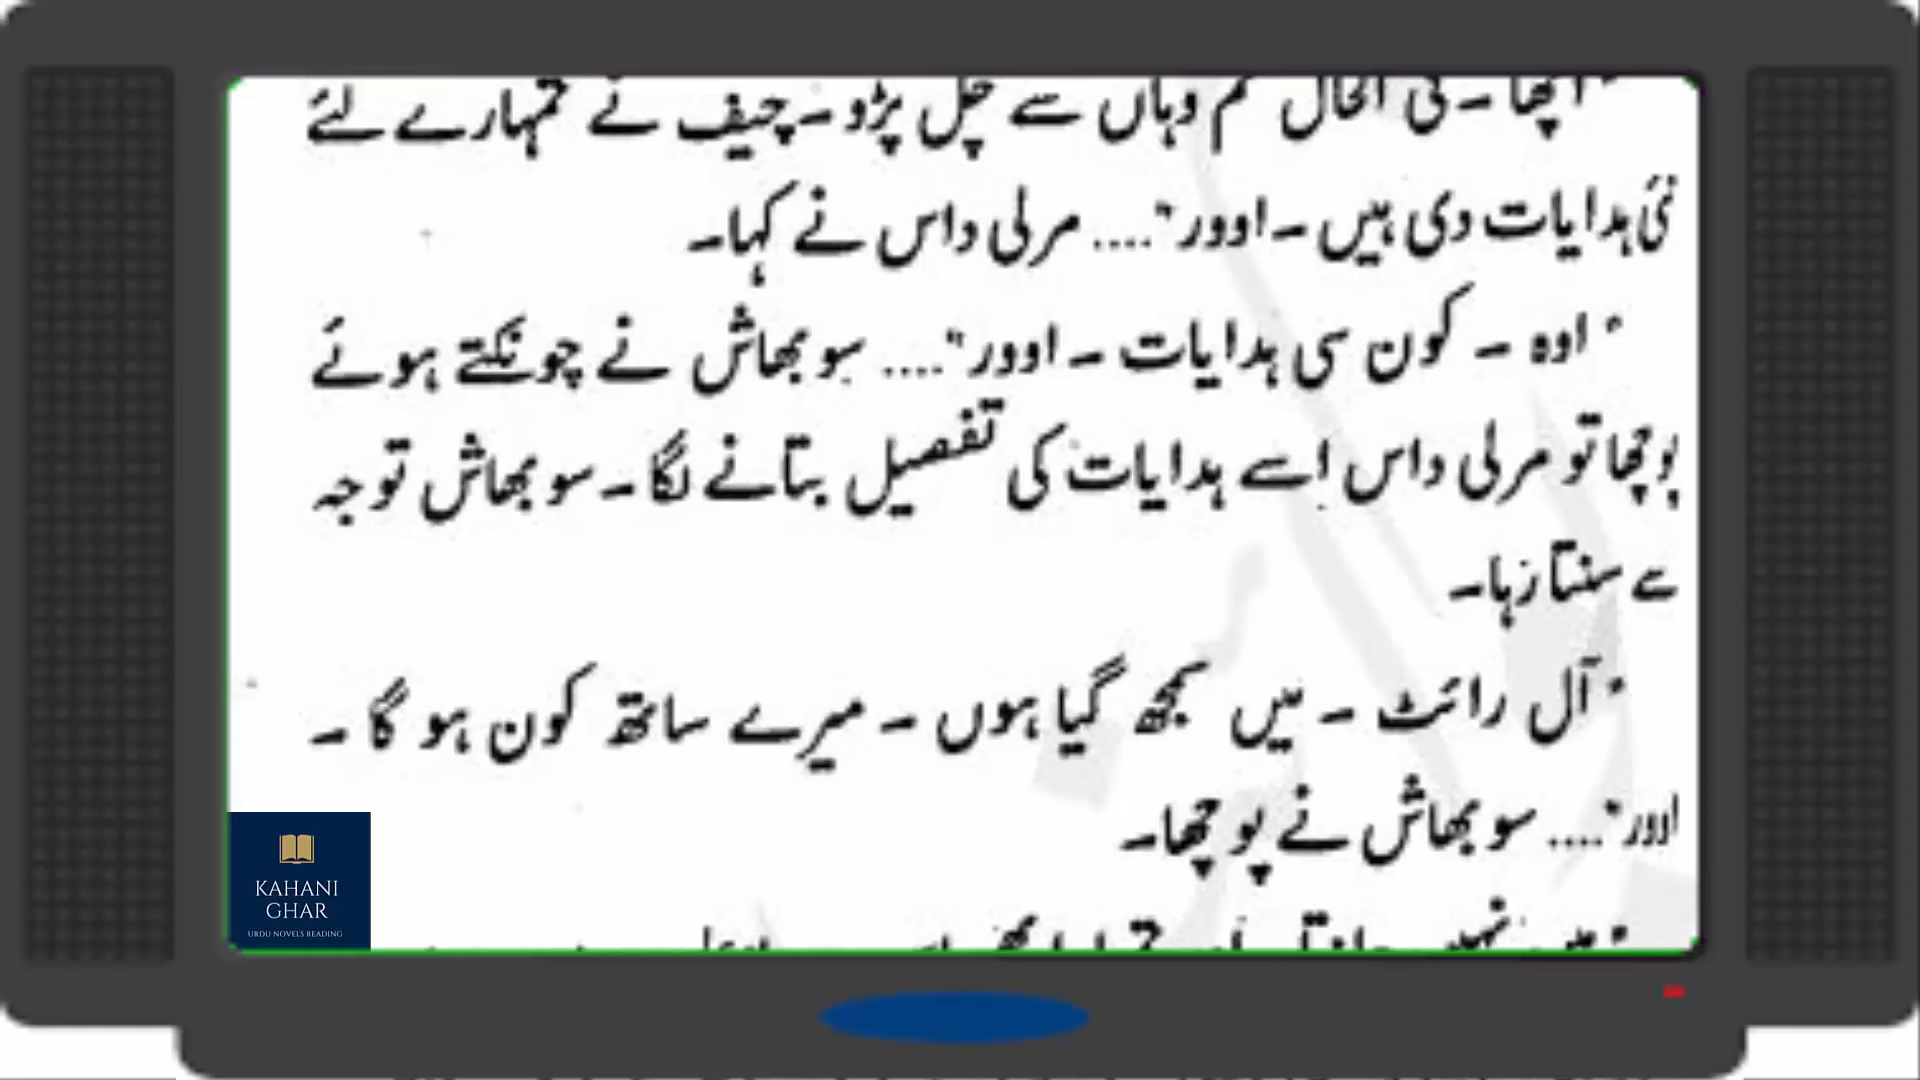 " اچھا ۔ فی الحال تم وہاں سے چل پڑو ۔ چیف نے تمہارے لئے
نئی ہدایات دی ہیں ۔ اوور".... مرلی داس نے کہا۔
" اوہ ۔ کون سی ہدایات ۔ اوور".... سوبھاش نے چونکتے ہوئے
پوچھا تو مرلی داس اسے ہدایات کی تفصیل بتانے لگا ۔ سوبھاش توجہ
سے سنتا رہا۔
" آل رائٹ ۔ میں سمجھ گیا ہوں ۔ میرے ساتھ کون ہو گا ۔
اوور".... سوبھاش نے پوچھا۔
KAHANI
GHAR
URDU NOVELS READING